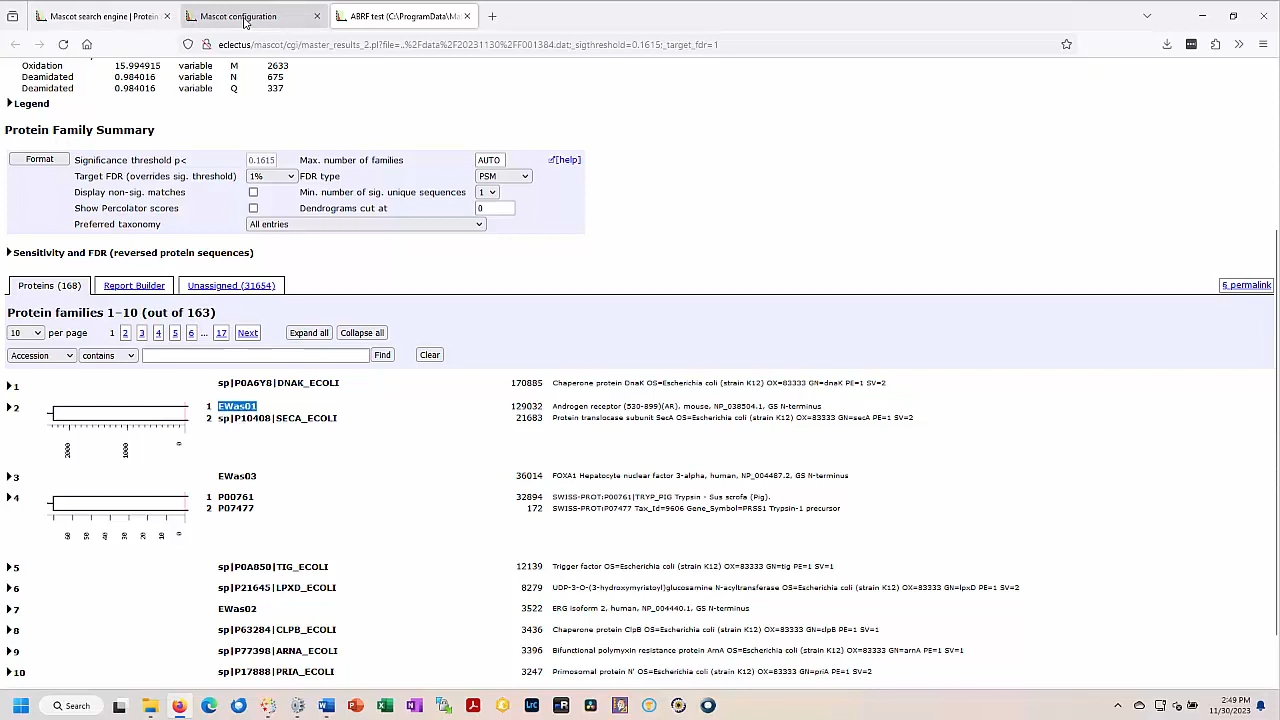 Mascot search engine | Protein
Mascot configuration
ABRF test (C:\ProgramData\Ma
eclectus/mascot/cgi/master_results_2.pl?file=..%2Fdata%2F20231130%2FF001384.dat;_sigthreshold=0.1615;_target_fdr=1
Oxidation 15.994915 variable M 2633
Deamidated 0.984016 variable N 675
Deamidated 0.984016 variable Q 337
Legend
Protein Family Summary
Format Significance threshold p< 0.1615 Max. number of families AUTO [help]
Target FDR (overrides sig. threshold) 1% FDR type PSM
Display non-sig. matches Min. number of sig. unique sequences 1
Show Percolator scores Dendrograms cut at 0
Preferred taxonomy All entries
Sensitivity and FDR (reversed protein sequences)
Proteins (168) Report Builder Unassigned (31654) § permalink
Protein families 1–10 (out of 163)
10 per page 1 2 3 4 5 6 ... 17 Next Expand all Collapse all
Accession contains Find Clear
1 sp|P0A6Y8|DNAK_ECOLI 170885 Chaperone protein DnaK OS=Escherichia coli (strain K12) OX=83333 GN=dnaK PE=1 SV=2
2 1 EWas01 129032 Androgen receptor (530-899)(AR), mouse, NP_038504.1, GS N-terminus
2 sp|P10408|SECA_ECOLI 21683 Protein translocase subunit SecA OS=Escherichia coli (strain K12) OX=83333 GN=secA PE=1 SV=2
2000 1000 0
3 EWas03 36014 FOXA1 Hepatocyte nuclear factor 3-alpha, human, NP_004487.2, GS N-terminus
4 1 P00761 32894 SWISS-PROT:P00761|TRYP_PIG Trypsin - Sus scrofa (Pig).
2 P07477 172 SWISS-PROT:P07477 Tax_Id=9606 Gene_Symbol=PRSS1 Trypsin-1 precursor
60 50 40 30 20 10 0
5 sp|P0A850|TIG_ECOLI 12139 Trigger factor OS=Escherichia coli (strain K12) OX=83333 GN=tig PE=1 SV=1
6 sp|P21645|LPXD_ECOLI 8279 UDP-3-O-(3-hydroxymyristoyl)glucosamine N-acyltransferase OS=Escherichia coli (strain K12) OX=83333 GN=lpxD PE=1 SV=2
7 EWas02 3522 ERG isoform 2, human, NP_004440.1, GS N-terminus
8 sp|P63284|CLPB_ECOLI 3436 Chaperone protein ClpB OS=Escherichia coli (strain K12) OX=83333 GN=clpB PE=1 SV=1
9 sp|P77398|ARNA_ECOLI 3396 Bifunctional polymyxin resistance protein ArnA OS=Escherichia coli (strain K12) OX=83333 GN=arnA PE=1 SV=1
10 sp|P17888|PRIA_ECOLI 3247 Primosomal protein N' OS=Escherichia coli (strain K12) OX=83333 GN=priA PE=1 SV=2
Search
2:49 PM
11/30/2023